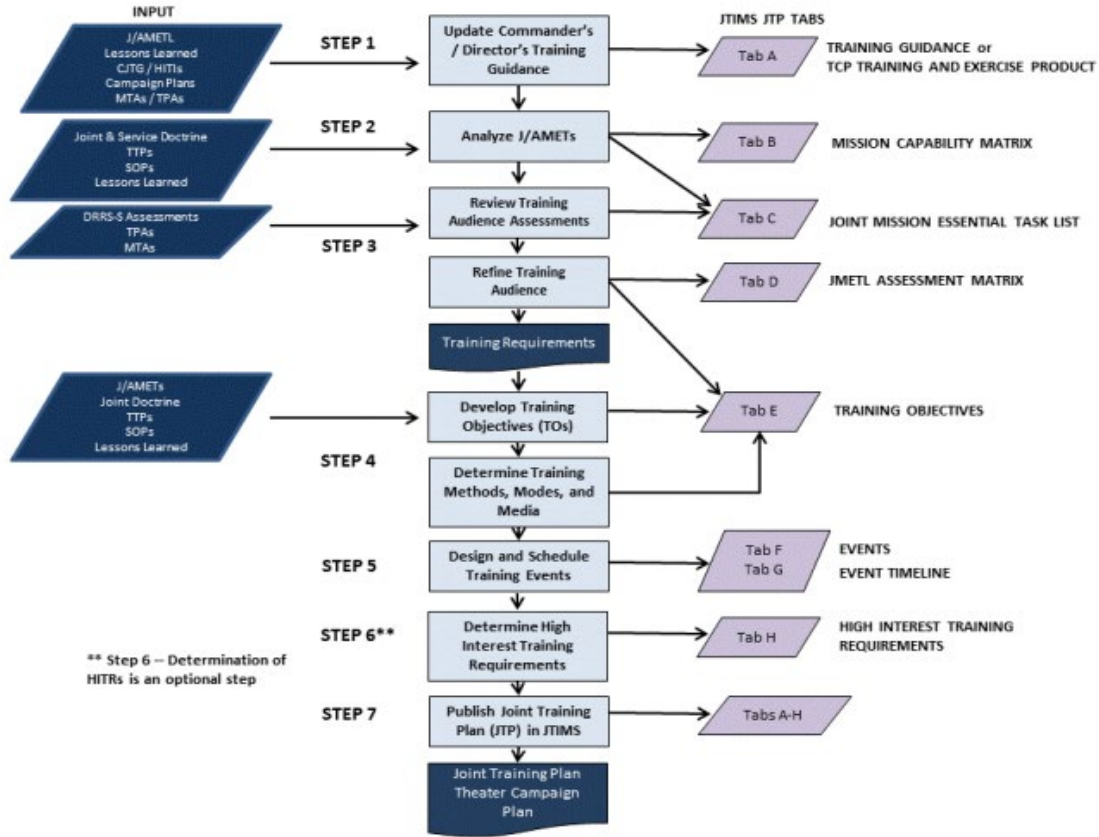 INPUT
J/AMETL
Lessons Learned
CJTG / HITIs
Campaign Plans
MTAs / TPAs
STEP 1
Update Commander's
/ Director's Training
Guidance
JTIMS JTP TABS
Tab A
TRAINING GUIDANCE or
TCP TRAINING AND EXERCISE PRODUCT
Joint & Service Doctrine
TTPs
SOPs
Lessons Learned
STEP 2
Analyze J/AMETs
Tab B
MISSION CAPABILITY MATRIX
DRRS-S Assessments
TPAs
MTAs
STEP 3
Review Training
Audience Assessments
Tab C
JOINT MISSION ESSENTIAL TASK LIST
Refine Training
Audience
Tab D
JMETL ASSESSMENT MATRIX
Training Requirements
J/AMETs
Joint Doctrine
TTPs
SOPs
Lessons Learned
STEP 4
Develop Training
Objectives (TOs)
Tab E
TRAINING OBJECTIVES
Determine Training
Methods, Modes, and
Media
STEP 5
Design and Schedule
Training Events
Tab F
Tab G
EVENTS
EVENT TIMELINE
STEP 6**
Determine High
Interest Training
Requirements
Tab H
HIGH INTEREST TRAINING
REQUIREMENTS
** Step 6 – Determination of
HITRs is an optional step
STEP 7
Publish Joint Training
Plan (JTP) in JTIMS
Tabs A-H
Joint Training Plan
Theater Campaign
Plan